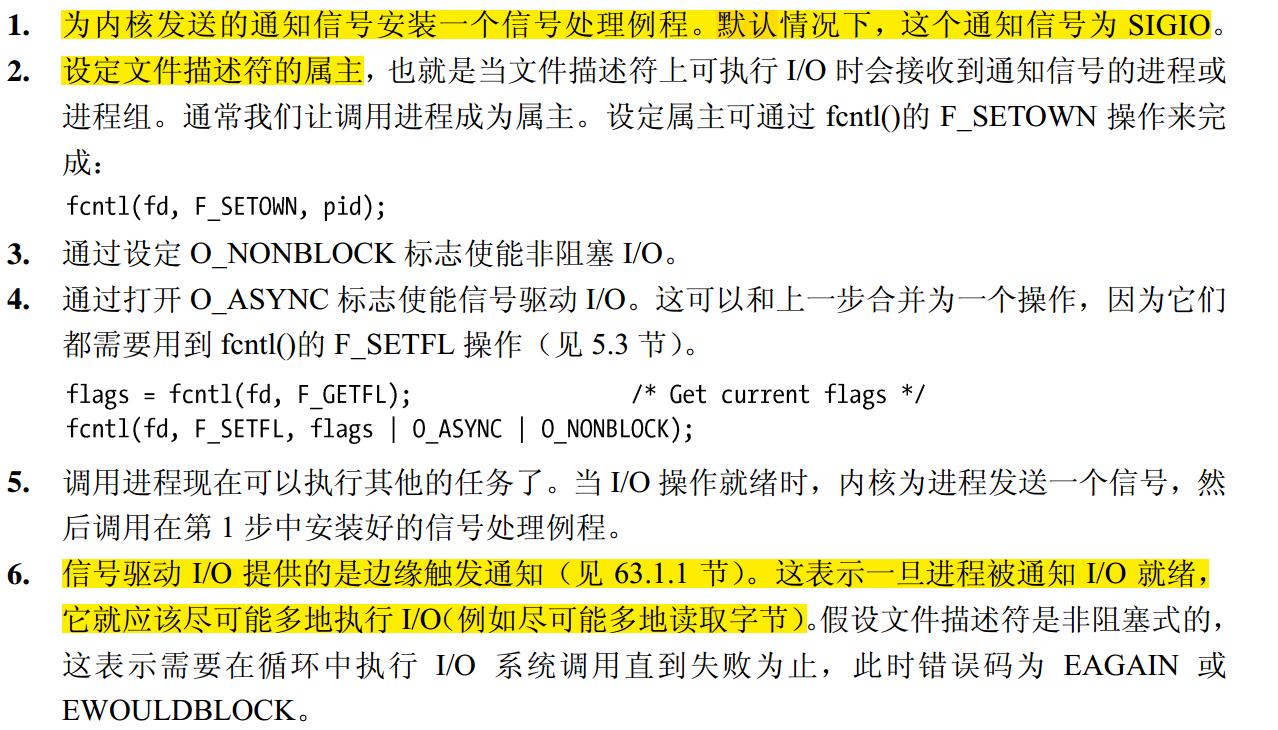 1. 为内核发送的通知信号安装一个信号处理例程。默认情况下，这个通知信号为 SIGIO。
2. 设定文件描述符的属主，也就是当文件描述符上可执行 I/O 时会接收到通知信号的进程或
进程组。通常我们让调用进程成为属主。设定属主可通过 fcntl()的 F_SETOWN 操作来完
成：
fcntl(fd, F_SETOWN, pid);
3. 通过设定 O_NONBLOCK 标志使能非阻塞 I/O。
4. 通过打开 O_ASYNC 标志使能信号驱动 I/O。这可以和上一步合并为一个操作，因为它们
都需要用到 fcntl()的 F_SETFL 操作（见 5.3 节）。
flags = fcntl(fd, F_GETFL); /* Get current flags */
fcntl(fd, F_SETFL, flags | O_ASYNC | O_NONBLOCK);
5. 调用进程现在可以执行其他的任务了。当 I/O 操作就绪时，内核为进程发送一个信号，然
后调用在第 1 步中安装好的信号处理例程。
6. 信号驱动 I/O 提供的是边缘触发通知（见 63.1.1 节）。这表示一旦进程被通知 I/O 就绪，
它就应该尽可能多地执行 I/O（例如尽可能多地读取字节）。假设文件描述符是非阻塞式的，
这表示需要在循环中执行 I/O 系统调用直到失败为止，此时错误码为 EAGAIN 或
EWOULDBLOCK。